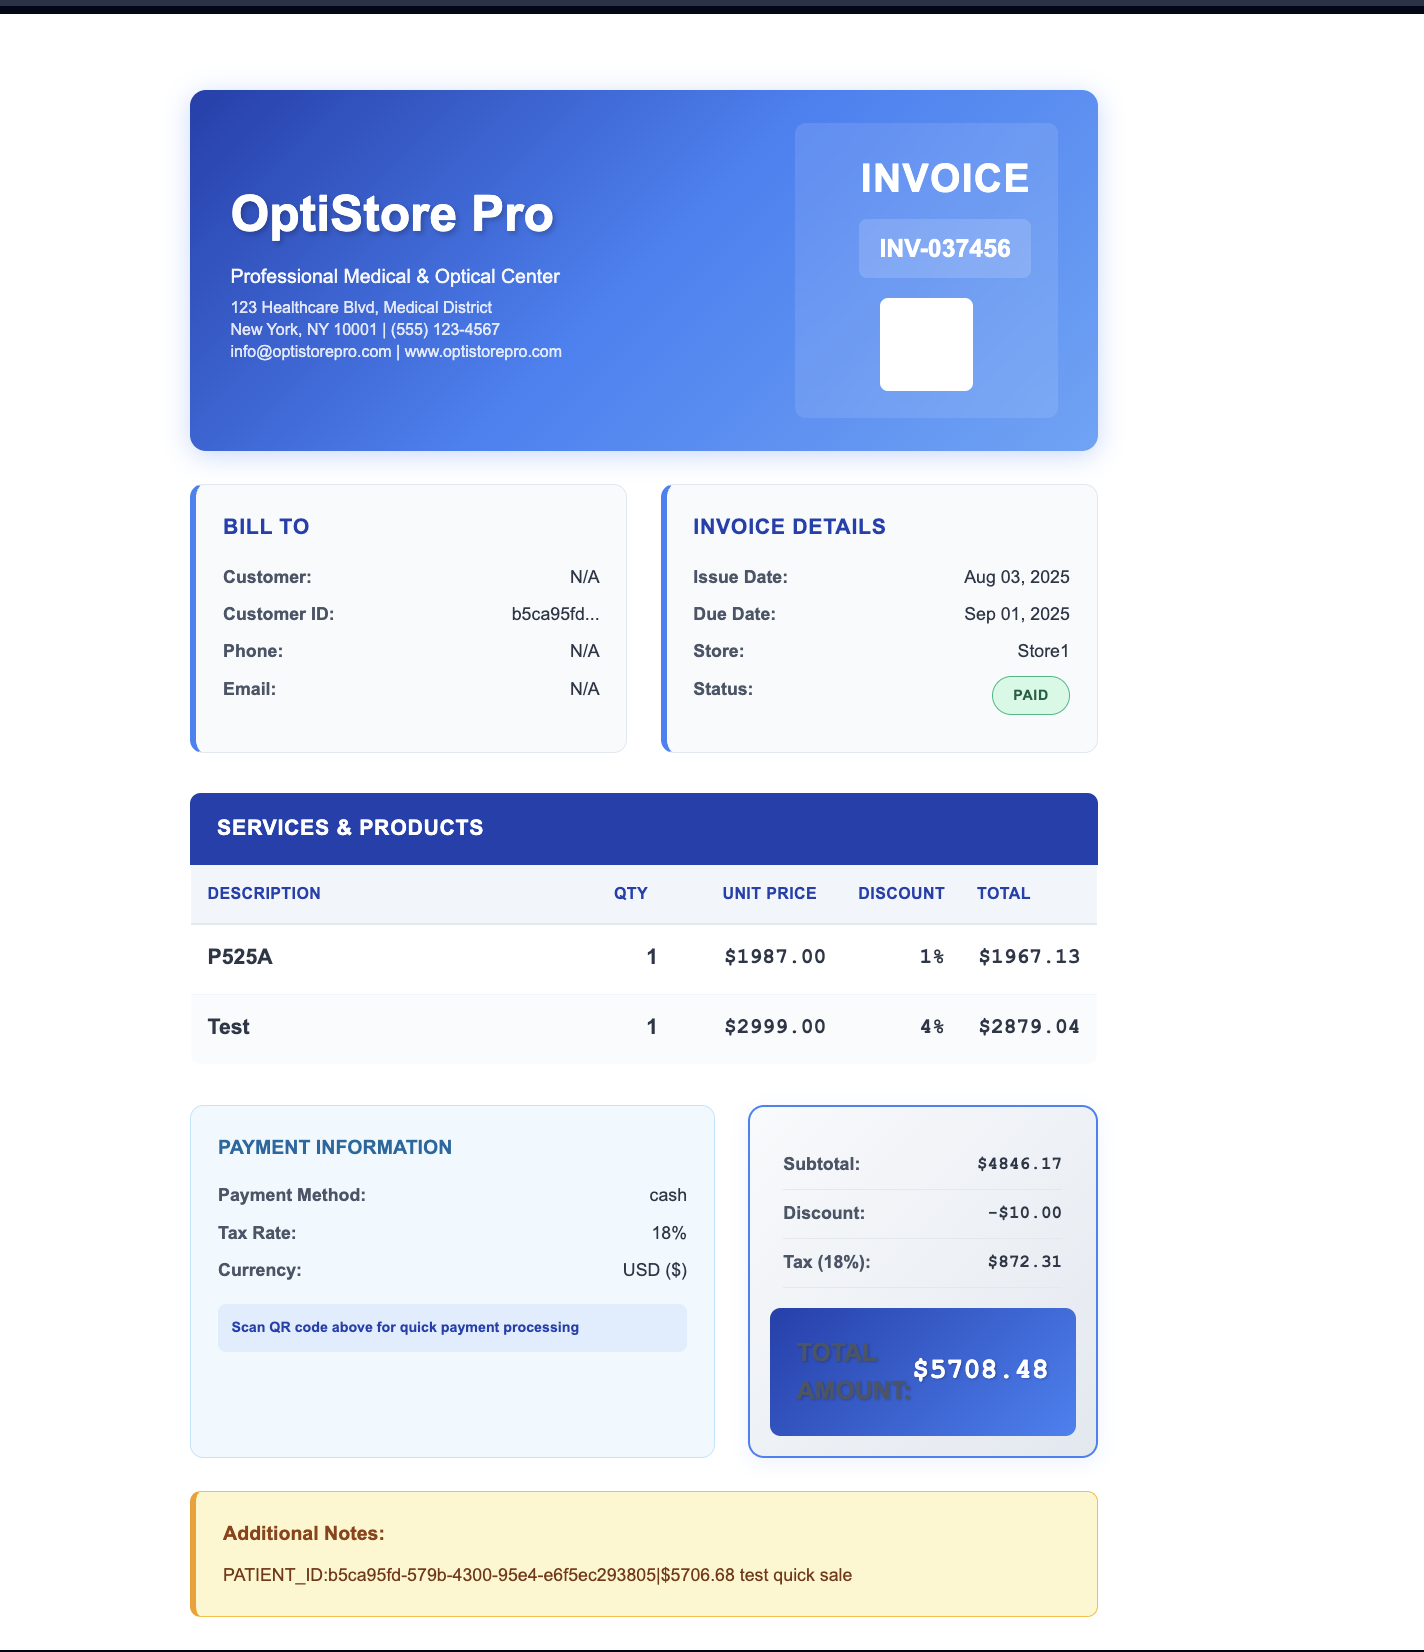 OptiStore Pro
Professional Medical & Optical Center
123 Healthcare Blvd, Medical District
New York, NY 10001 | (555) 123-4567
info@optistorepro.com | www.optistorepro.com
INVOICE
INV-037456
BILL TO
Customer: N/A
Customer ID: b5ca95fd...
Phone: N/A
Email: N/A
INVOICE DETAILS
Issue Date: Aug 03, 2025
Due Date: Sep 01, 2025
Store: Store1
Status: PAID
SERVICES & PRODUCTS
DESCRIPTION QTY UNIT PRICE DISCOUNT TOTAL
P525A 1 $1987.00 1% $1967.13
Test 1 $2999.00 4% $2879.04
PAYMENT INFORMATION
Payment Method: cash
Tax Rate: 18%
Currency: USD ($)
Scan QR code above for quick payment processing
Subtotal: $4846.17
Discount: -$10.00
Tax (18%): $872.31
TOTAL
AMOUNT: $5708.48
Additional Notes:
PATIENT_ID:b5ca95fd-579b-4300-95e4-e6f5ec293805|$5706.68 test quick sale